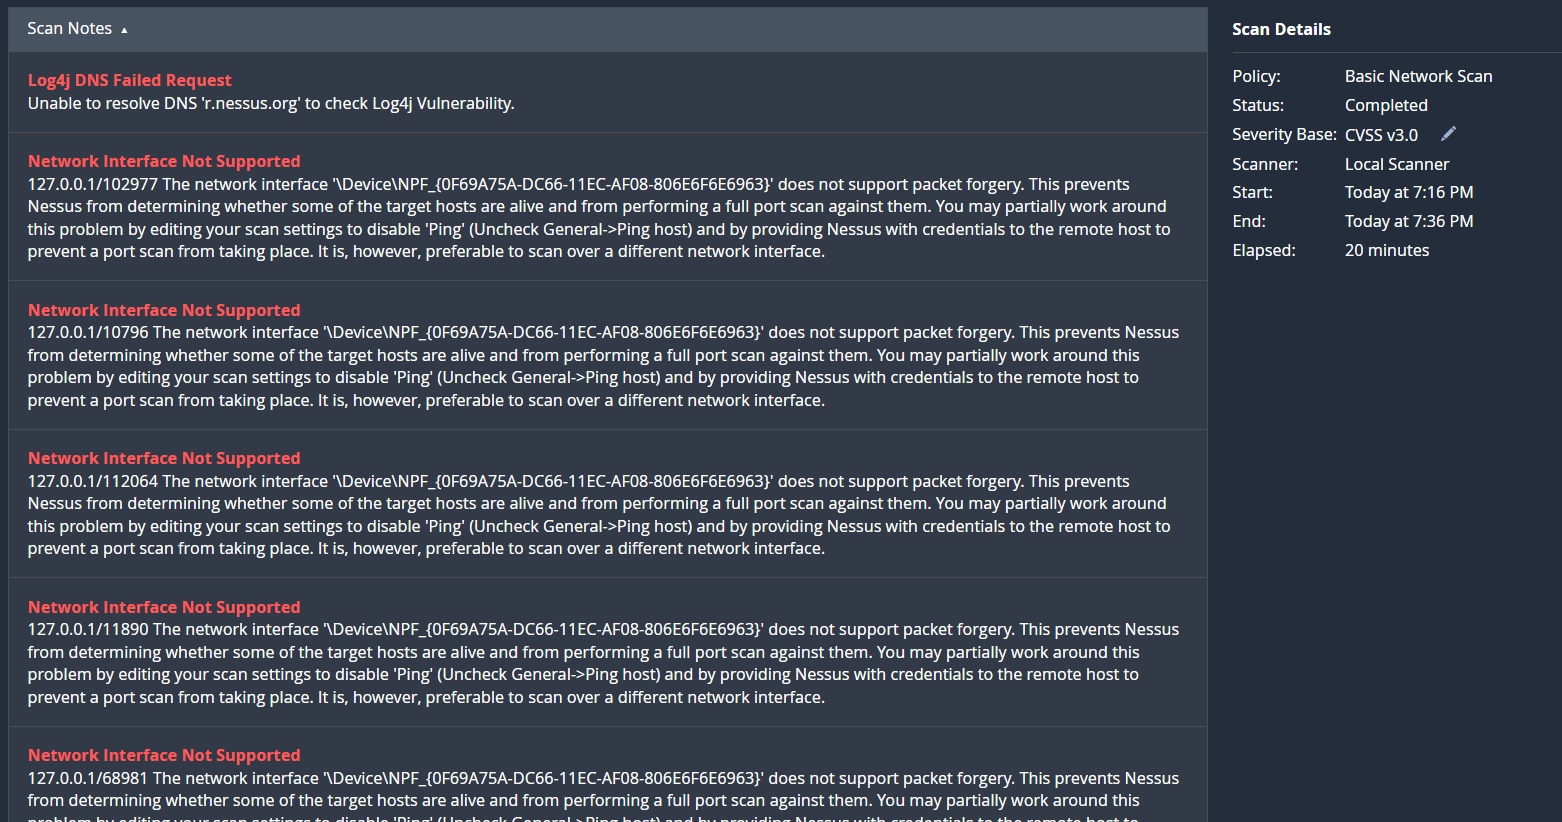 Scan Notes ▲
Log4j DNS Failed Request
Unable to resolve DNS 'r.nessus.org' to check Log4j Vulnerability.
Network Interface Not Supported
127.0.0.1/102977 The network interface '\Device\NPF_{0F69A75A-DC66-11EC-AF08-806E6F6E6963}' does not support packet forgery. This prevents
Nessus from determining whether some of the target hosts are alive and from performing a full port scan against them. You may partially work around
this problem by editing your scan settings to disable 'Ping' (Uncheck General->Ping host) and by providing Nessus with credentials to the remote host to
prevent a port scan from taking place. It is, however, preferable to scan over a different network interface.
Network Interface Not Supported
127.0.0.1/10796 The network interface '\Device\NPF_{0F69A75A-DC66-11EC-AF08-806E6F6E6963}' does not support packet forgery. This prevents Nessus
from determining whether some of the target hosts are alive and from performing a full port scan against them. You may partially work around this
problem by editing your scan settings to disable 'Ping' (Uncheck General->Ping host) and by providing Nessus with credentials to the remote host to
prevent a port scan from taking place. It is, however, preferable to scan over a different network interface.
Network Interface Not Supported
127.0.0.1/112064 The network interface '\Device\NPF_{0F69A75A-DC66-11EC-AF08-806E6F6E6963}' does not support packet forgery. This prevents
Nessus from determining whether some of the target hosts are alive and from performing a full port scan against them. You may partially work around
this problem by editing your scan settings to disable 'Ping' (Uncheck General->Ping host) and by providing Nessus with credentials to the remote host to
prevent a port scan from taking place. It is, however, preferable to scan over a different network interface.
Network Interface Not Supported
127.0.0.1/11890 The network interface '\Device\NPF_{0F69A75A-DC66-11EC-AF08-806E6F6E6963}' does not support packet forgery. This prevents Nessus
from determining whether some of the target hosts are alive and from performing a full port scan against them. You may partially work around this
problem by editing your scan settings to disable 'Ping' (Uncheck General->Ping host) and by providing Nessus with credentials to the remote host to
prevent a port scan from taking place. It is, however, preferable to scan over a different network interface.
Network Interface Not Supported
127.0.0.1/68981 The network interface '\Device\NPF_{0F69A75A-DC66-11EC-AF08-806E6F6E6963}' does not support packet forgery. This prevents Nessus
from determining whether some of the target hosts are alive and from performing a full port scan against them. You may partially work around this
problem by editing your scan settings to disable 'Ping' (Uncheck General->Ping host) and by providing Nessus with credentials to the remote host to
Scan Details
Policy: Basic Network Scan
Status: Completed
Severity Base: CVSS v3.0
Scanner: Local Scanner
Start: Today at 7:16 PM
End: Today at 7:36 PM
Elapsed: 20 minutes